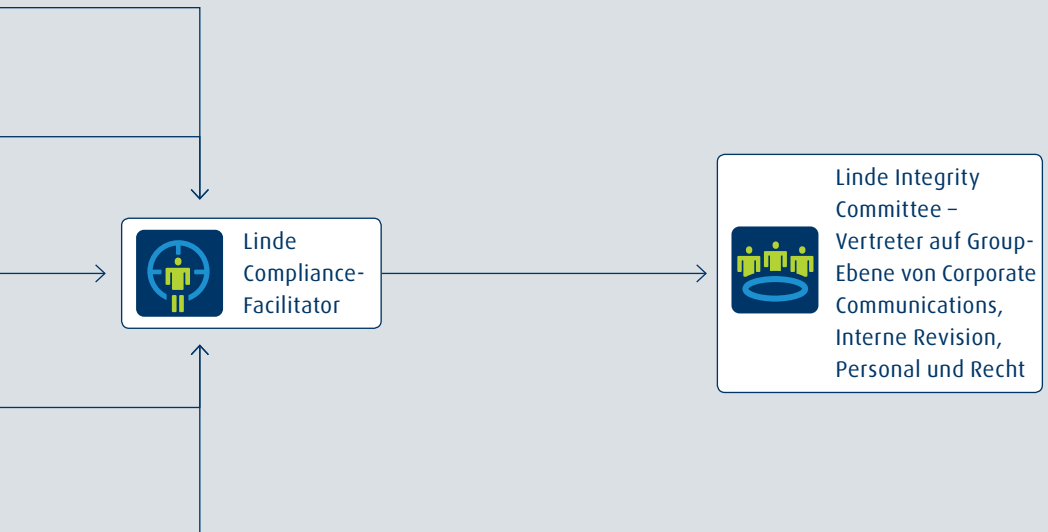 Linde
Compliance-
Facilitator
Linde Integrity
Committee –
Vertreter auf Group-
Ebene von Corporate
Communications,
Interne Revision,
Personal und Recht